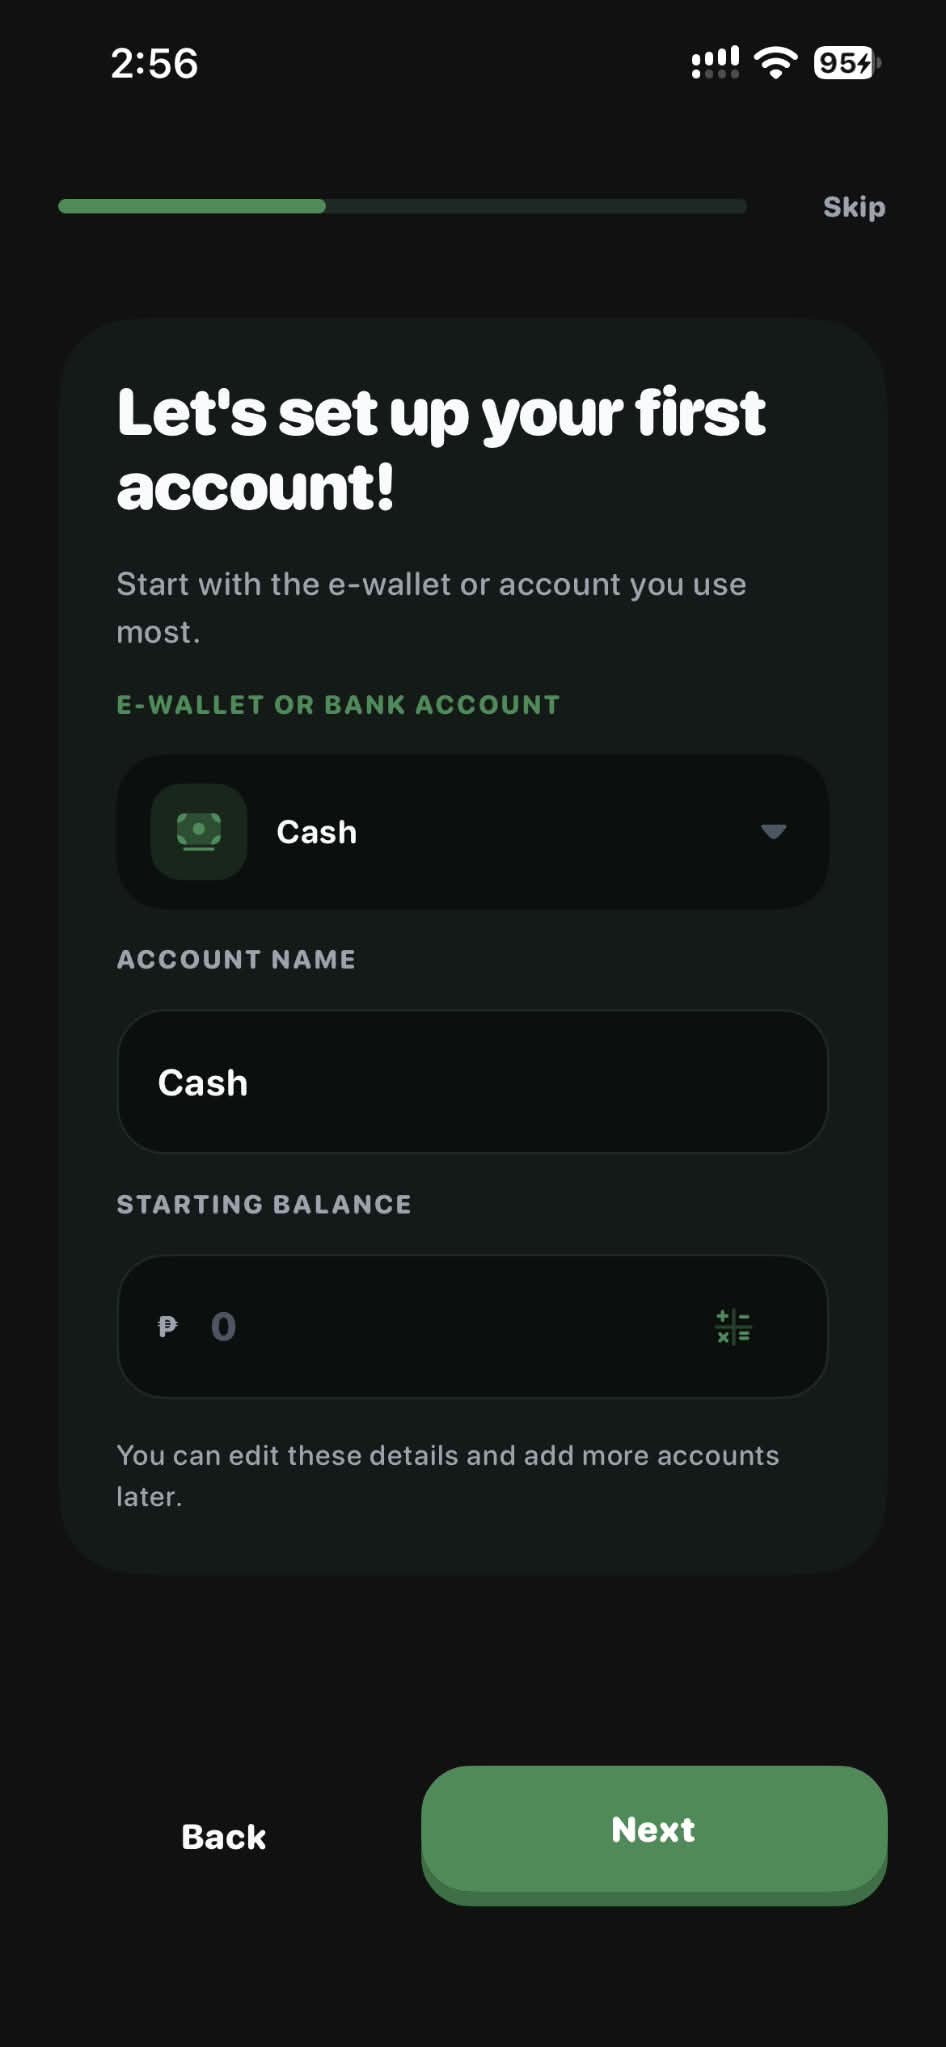 2:56
95
Skip
Let's set up your first
account!
Start with the e-wallet or account you use
most.
E-WALLET OR BANK ACCOUNT
Cash
ACCOUNT NAME
Cash
STARTING BALANCE
₱ 0
You can edit these details and add more accounts
later.
Back
Next